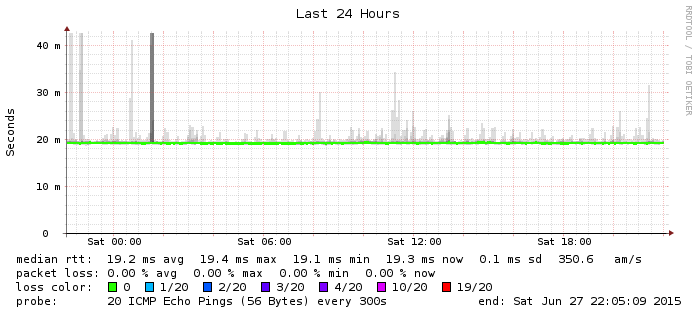 Last 24 Hours
RRDTOOL / TOBI OETIKER
Seconds
40 m
30 m
20 m
10 m
0
Sat 00:00 Sat 06:00 Sat 12:00 Sat 18:00
median rtt: 19.2 ms avg 19.4 ms max 19.1 ms min 19.3 ms now 0.1 ms sd 350.6 am/s
packet loss: 0.00 % avg 0.00 % max 0.00 % min 0.00 % now
loss color: 0 1/20 2/20 3/20 4/20 10/20 19/20
probe: 20 ICMP Echo Pings (56 Bytes) every 300s end: Sat Jun 27 22:05:09 2015